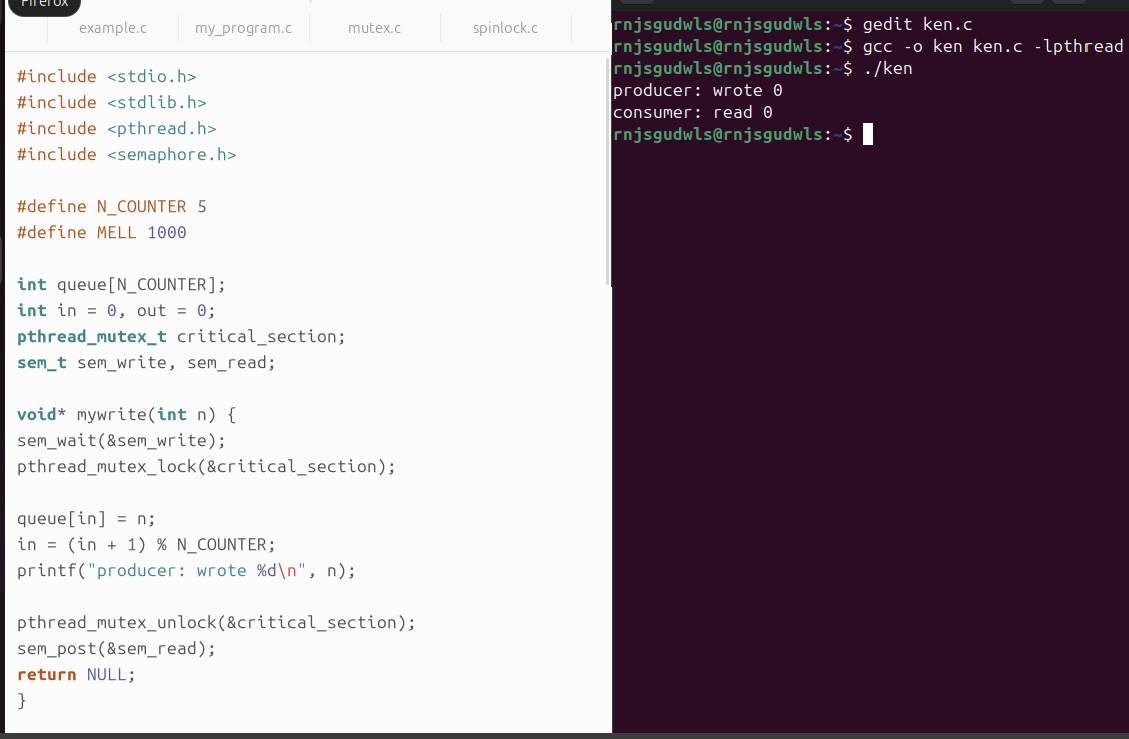 Firefox
example.c my_program.c mutex.c spinlock.c
#include <stdio.h>
#include <stdlib.h>
#include <pthread.h>
#include <semaphore.h>
#define N_COUNTER 5
#define MELL 1000
int queue[N_COUNTER];
int in = 0, out = 0;
pthread_mutex_t critical_section;
sem_t sem_write, sem_read;
void* mywrite(int n) {
sem_wait(&sem_write);
pthread_mutex_lock(&critical_section);
queue[in] = n;
in = (in + 1) % N_COUNTER;
printf("producer: wrote %d\n", n);
pthread_mutex_unlock(&critical_section);
sem_post(&sem_read);
return NULL;
}
rnjsgudwls@rnjsgudwls:~$ gedit ken.c
rnjsgudwls@rnjsgudwls:~$ gcc -o ken ken.c -lpthread
rnjsgudwls@rnjsgudwls:~$ ./ken
producer: wrote 0
consumer: read 0
rnjsgudwls@rnjsgudwls:~$